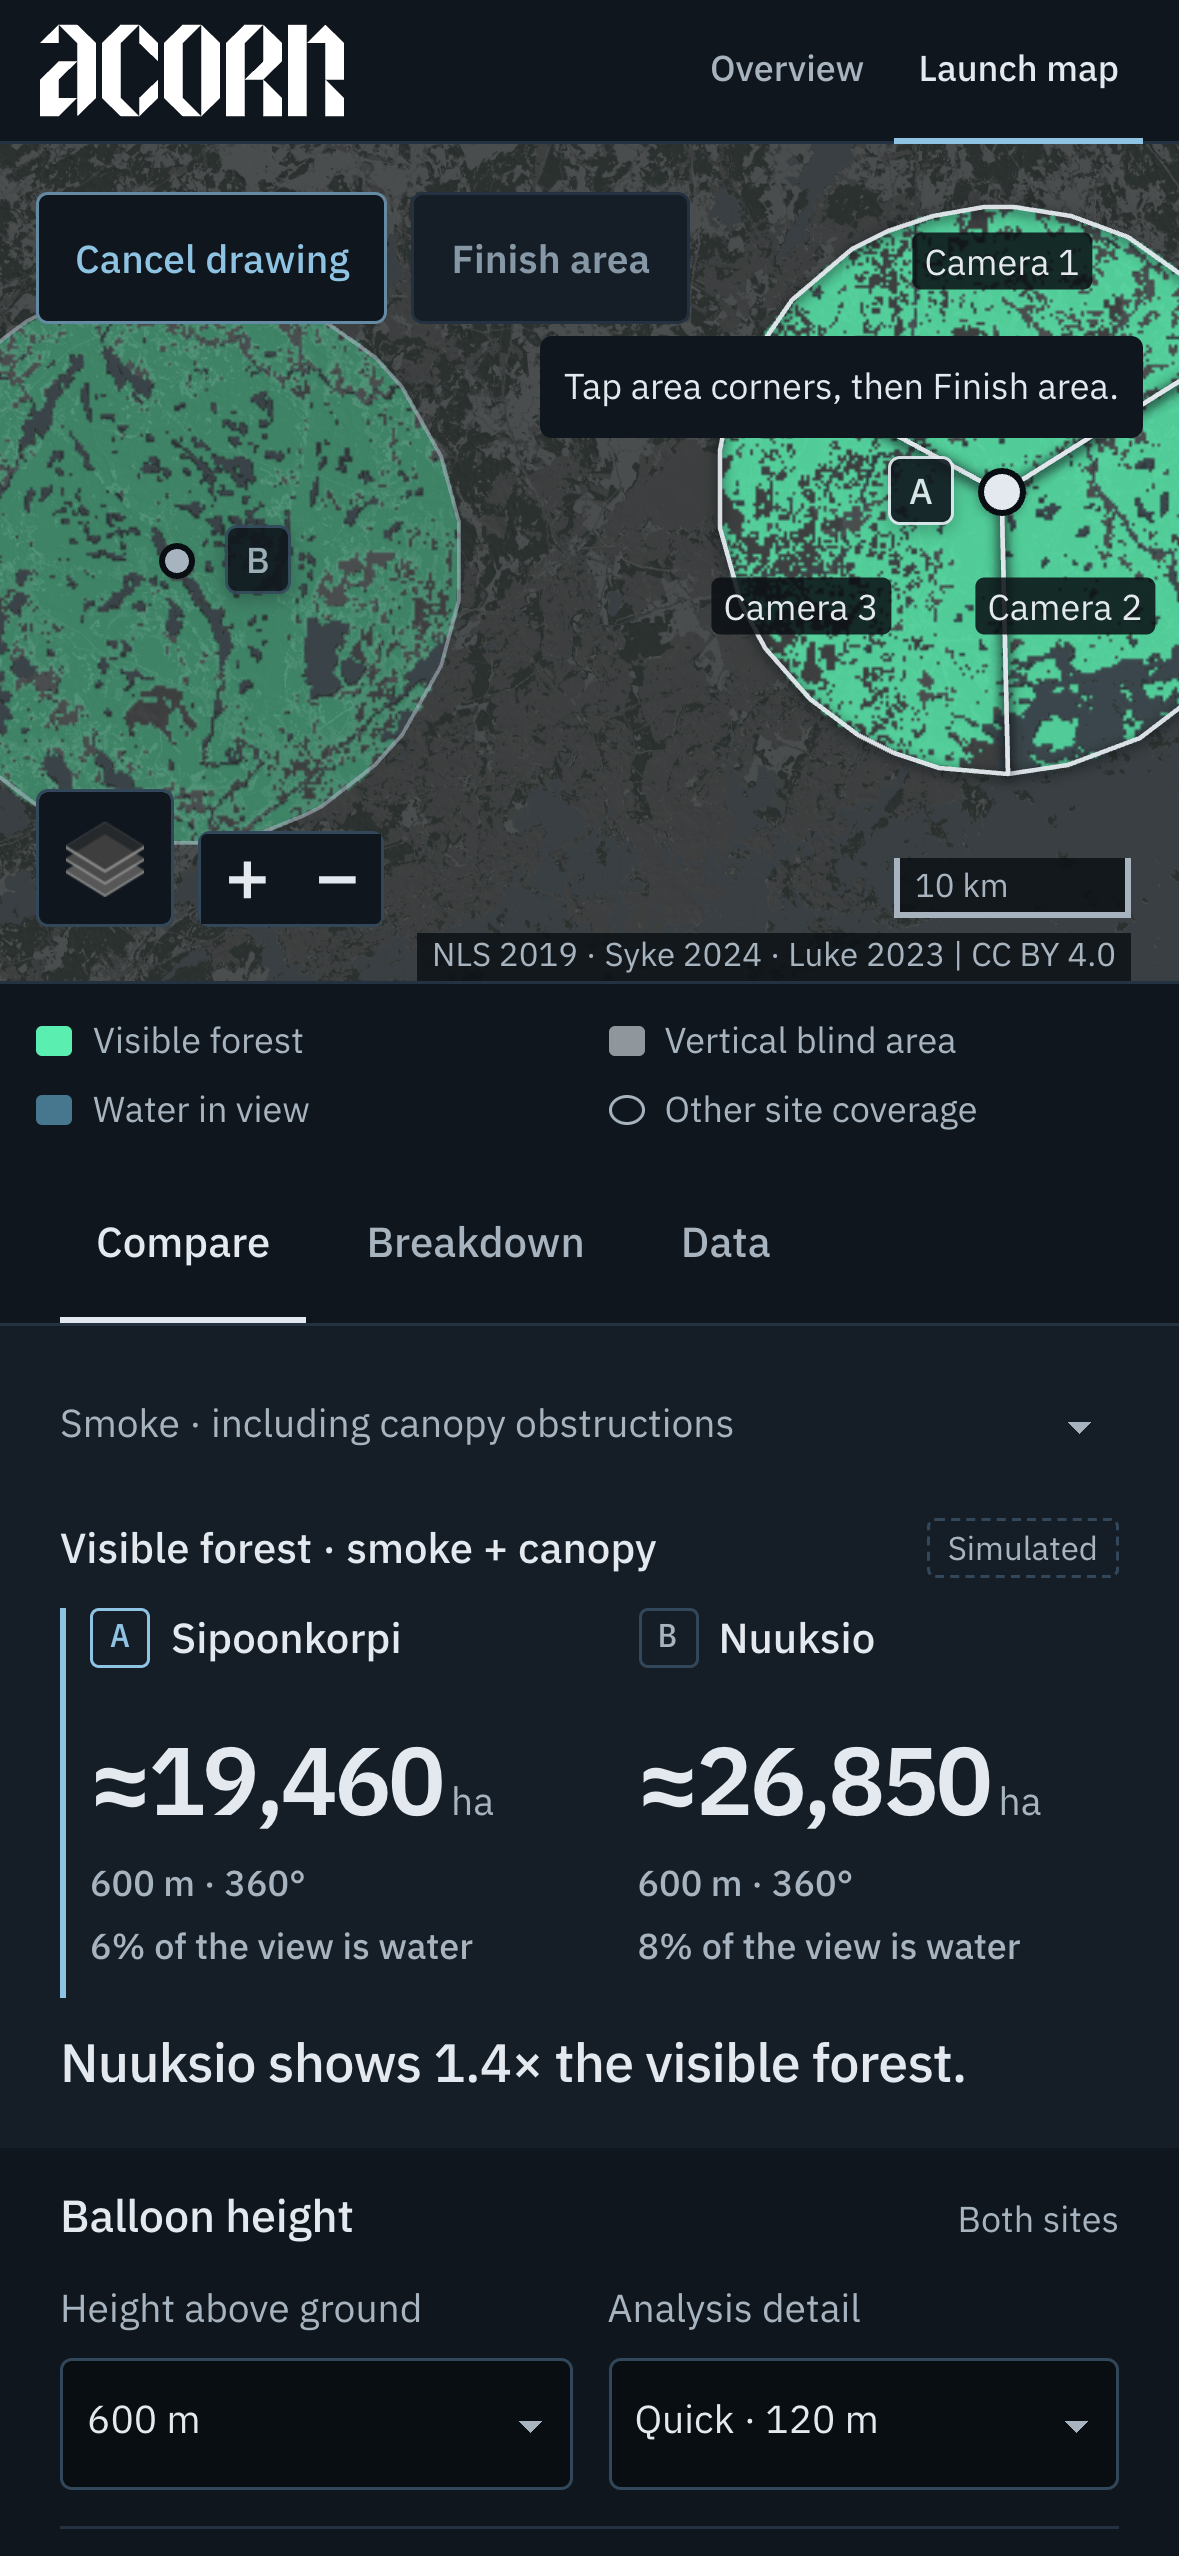 acorn
Overview Launch map
Cancel drawing Finish area
Camera 1
Tap area corners, then Finish area.
A
B
Camera 3 Camera 2
+ −
10 km
NLS 2019 · Syke 2024 · Luke 2023 | CC BY 4.0
Visible forest Vertical blind area
Water in view Other site coverage
Compare Breakdown Data
Smoke · including canopy obstructions
Visible forest · smoke + canopy Simulated
A Sipoonkorpi B Nuuksio
≈19,460 ha ≈26,850 ha
600 m · 360° 600 m · 360°
6% of the view is water 8% of the view is water
Nuuksio shows 1.4× the visible forest.
Balloon height Both sites
Height above ground Analysis detail
600 m Quick · 120 m